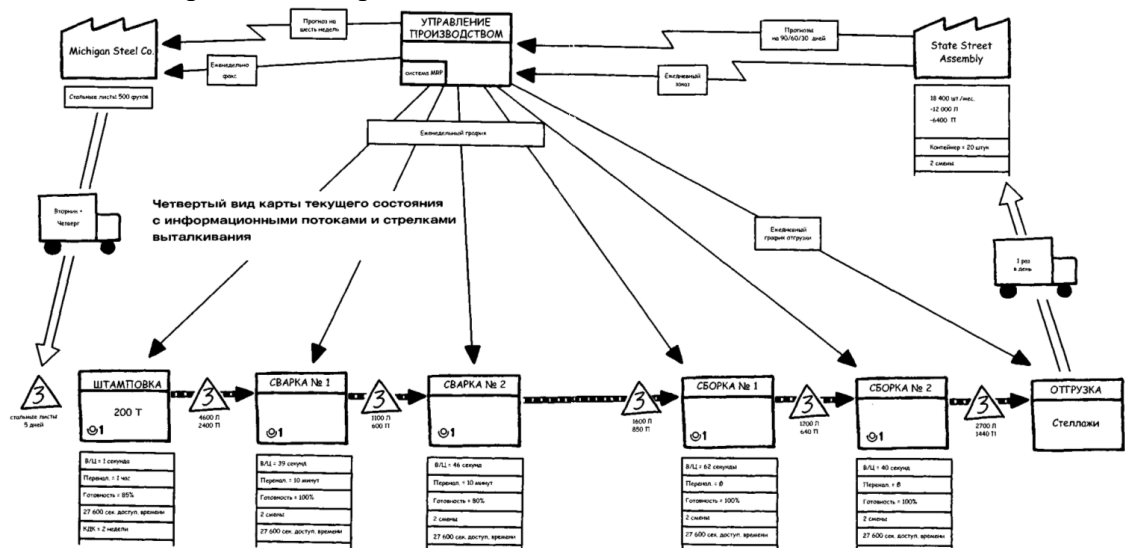 Michigan Steel Co.
Стальные листы: 500 футов
Прогноз на
шесть недель
Еженедельно
факс
УПРАВЛЕНИЕ
ПРОИЗВОДСТВОМ
система MRP
Прогнозы
на 90/60/30 дней
Ежедневный
заказ
State Street
Assembly
18 400 шт./мес.
-12 000 Л
-6400 П
Контейнер = 20 штук
2 смены
Еженедельный график
Вторник +
Четверг
Четвертый вид карты текущего состояния
с информационными потоками и стрелками
выталкивания
Ежедневный
график отгрузки
1 раз
в день
З
стальные листы
5 дней
ШТАМПОВКА
200 Т
1
З
4600 Л
2400 П
СВАРКА № 1
1
З
1100 Л
600 П
СВАРКА № 2
1
З
1600 Л
850 П
СБОРКА № 1
1
З
1200 Л
640 П
СБОРКА № 2
1
З
2700 Л
1440 П
ОТГРУЗКА
Стеллажи
В/Ц = 1 секунда
Перенал. = 1 час
Готовность = 85%
27 600 сек. доступ. времени
КДК = 2 недели
В/Ц = 39 секунд
Перенал. = 10 минут
Готовность = 100%
2 смены
27 600 сек. доступ. времени
В/Ц = 46 секунд
Перенал. = 10 минут
Готовность = 80%
2 смены
27 600 сек. доступ. времени
В/Ц = 62 секунды
Перенал. = 0
Готовность = 100%
2 смены
27 600 сек. доступ. времени
В/Ц = 40 секунд
Перенал. = 0
Готовность = 100%
2 смены
27 600 сек. доступ. времени